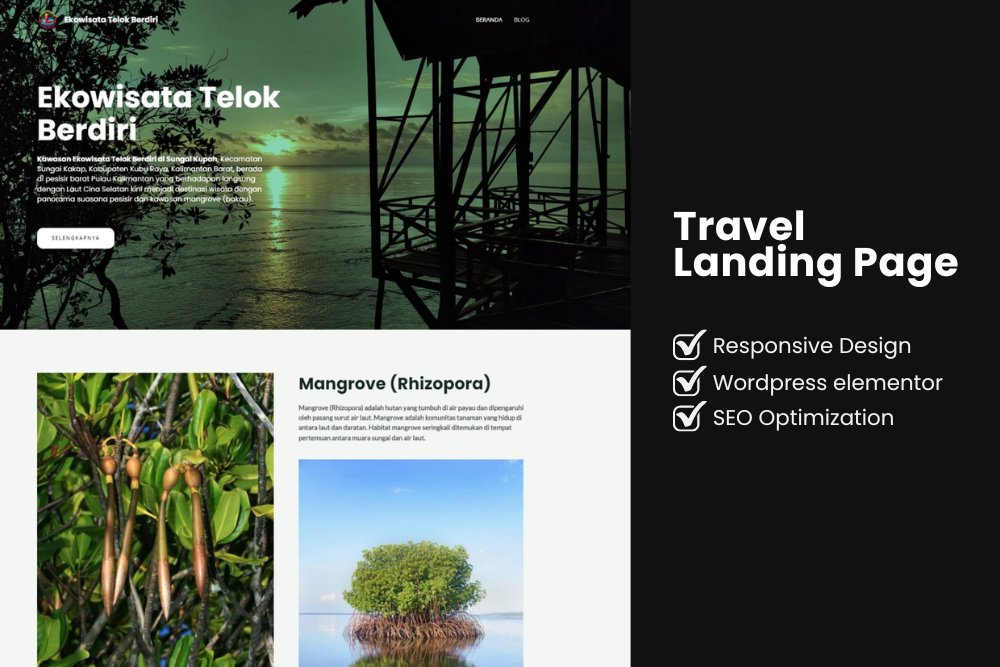 Ekowisata Telok Berdiri
BERANDA BLOG
Ekowisata Telok
Berdiri
Kawasan Ekowisata Telok Berdiri di Sungai Kupah, Kecamatan
Sungai Kakap, Kabupaten Kubu Raya, Kalimantan Barat, berada
di pesisir barat Pulau Kalimantan yang berhadapan langsung
dengan Laut Cina Selatan kini menjadi destinasi wisata dengan
panorama suasana pesisir dan kawasan mangrove (bakau).
SELENGKAPNYA
Mangrove (Rhizopora)
Mangrove (Rhizopora) adalah hutan yang tumbuh di air payau dan dipengaruhi
oleh pasang surut air laut. Mangrove adalah komunitas tanaman yang hidup di
antara laut dan daratan. Habitat mangrove seringkali ditemukan di tempat
pertemuan antara muara sungai dan air laut.
Travel
Landing Page
Responsive Design
Wordpress elementor
SEO Optimization